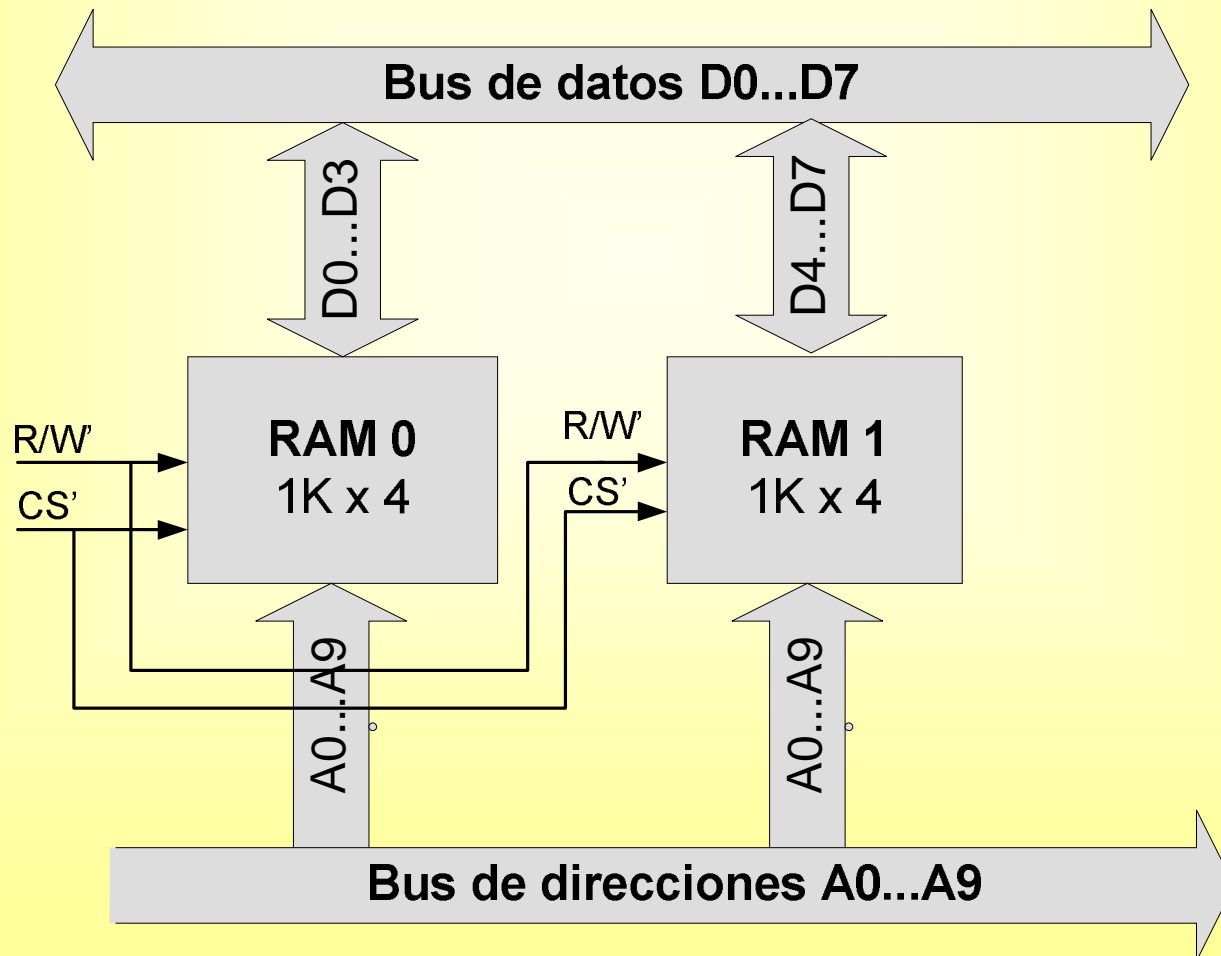 Bus de datos D0...D7
D0...D3
D4...D7
R/W'
CS'
RAM 0
1K x 4
R/W'
CS'
RAM 1
1K x 4
A0...A9
A0...A9
Bus de direcciones A0...A9